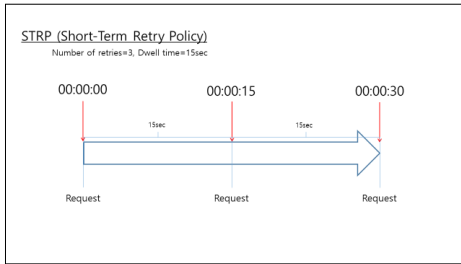 STRP (Short-Term Retry Policy)
Number of retries=3, Dwell time=15sec
00:00:00 00:00:15 00:00:30
15sec 15sec
Request Request Request